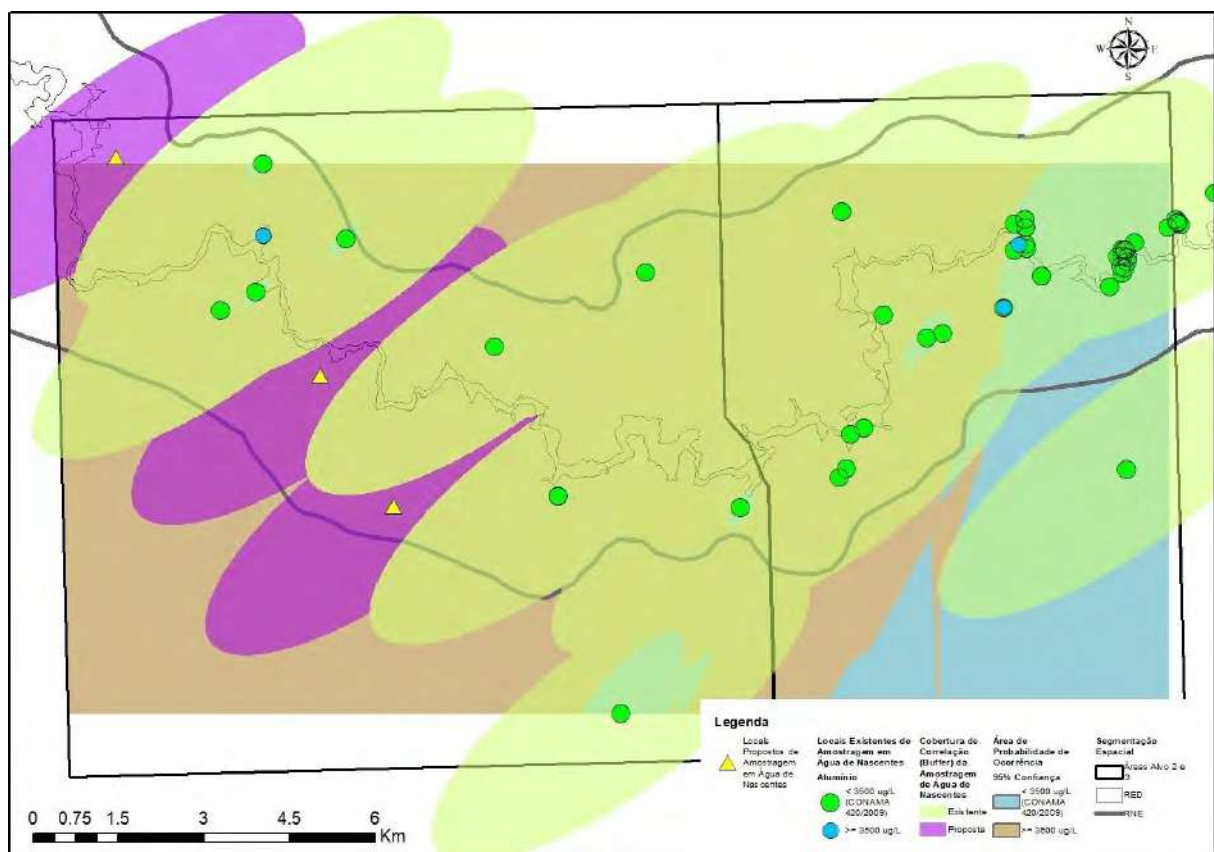 N
W E
S
Legenda
Locais
Propostos de
Amostragem
em Água de
Nascentes
Locais Existentes de
Amostragem em
Água de Nascentes
Alumínio
< 3500 ug/L
(CONAMA
420/2009)
>= 3500 ug/L
Cobertura de
Correlação
(Buffer) da
Amostragem
de Água de
Nascentes
Existente
Proposta
Área de
Probabilidade de
Ocorrência
95% Confiança
< 3500 ug/L
(CONAMA
420/2009)
>= 3500 ug/L
Segmentação
Espacial
Áreas Alvo 2 e
3
RED
RNE
0 0.75 1.5 3 4.5 6
Km